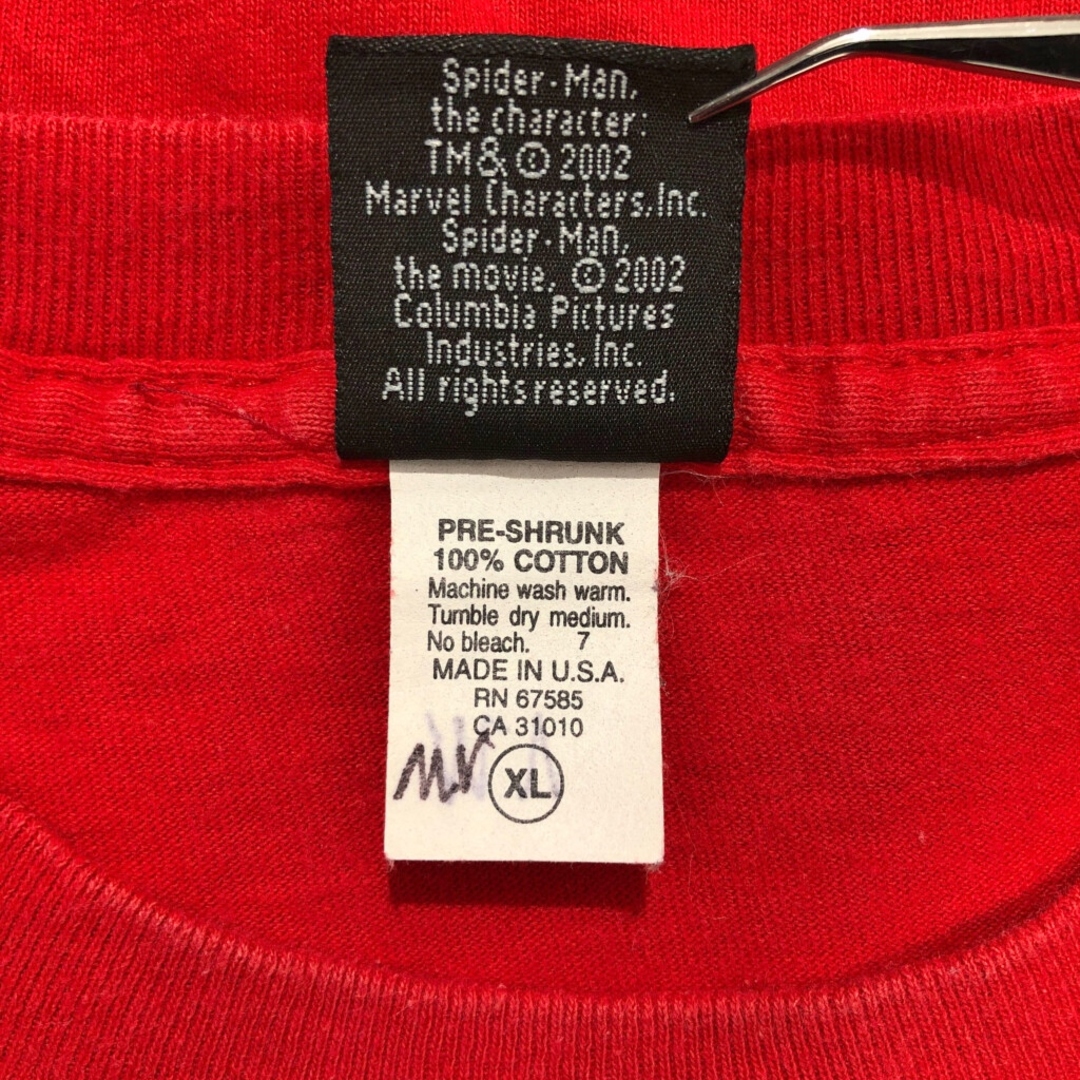 Spider-Man,
the character:
TM& © 2002
Marvel Characters, Inc.
Spider-Man,
the movie, © 2002
Columbia Pictures
Industries, Inc.
All rights reserved.
PRE-SHRUNK
100% COTTON
Machine wash warm.
Tumble dry medium.
No bleach. 7
MADE IN U.S.A.
RN 67585
CA 31010
XL